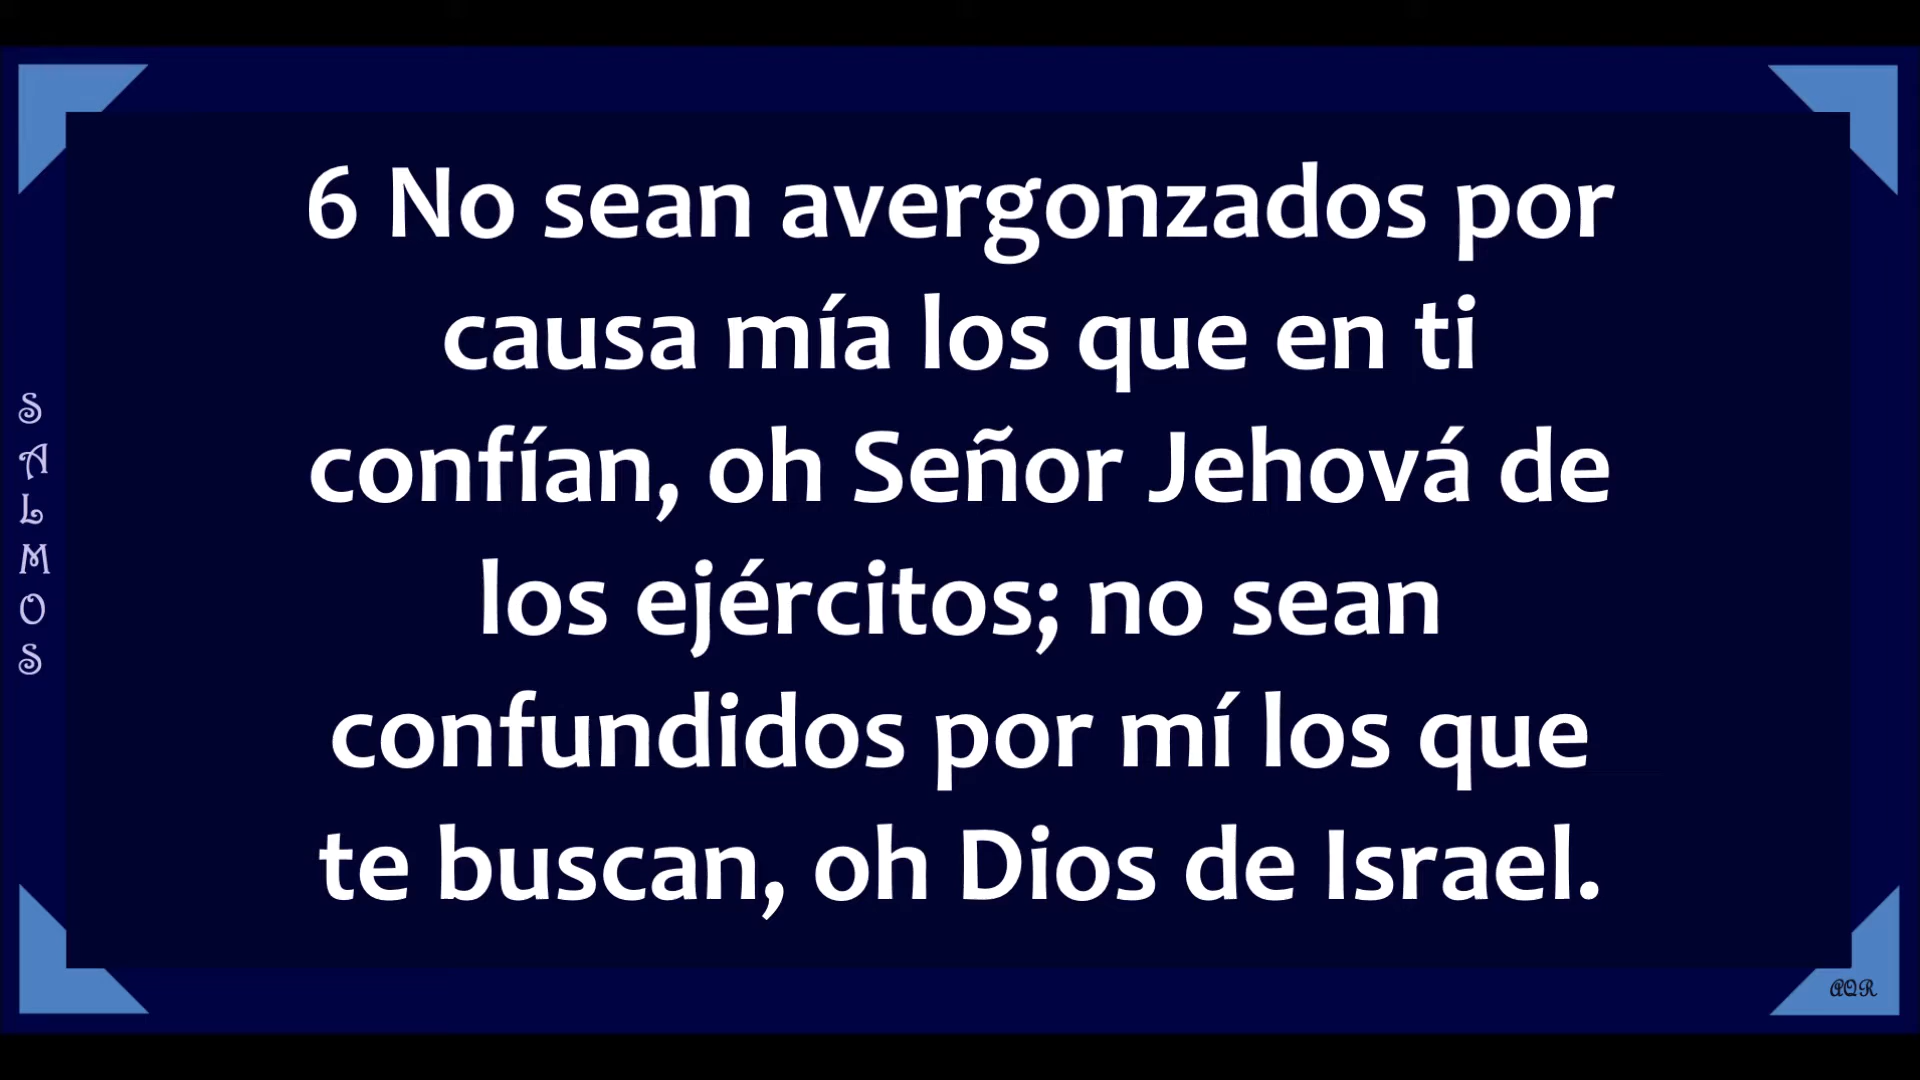 6 No sean avergonzados por
causa mía los que en ti
confían, oh Señor Jehová de
los ejércitos; no sean
confundidos por mí los que
te buscan, oh Dios de Israel.
SALMOS
AQR